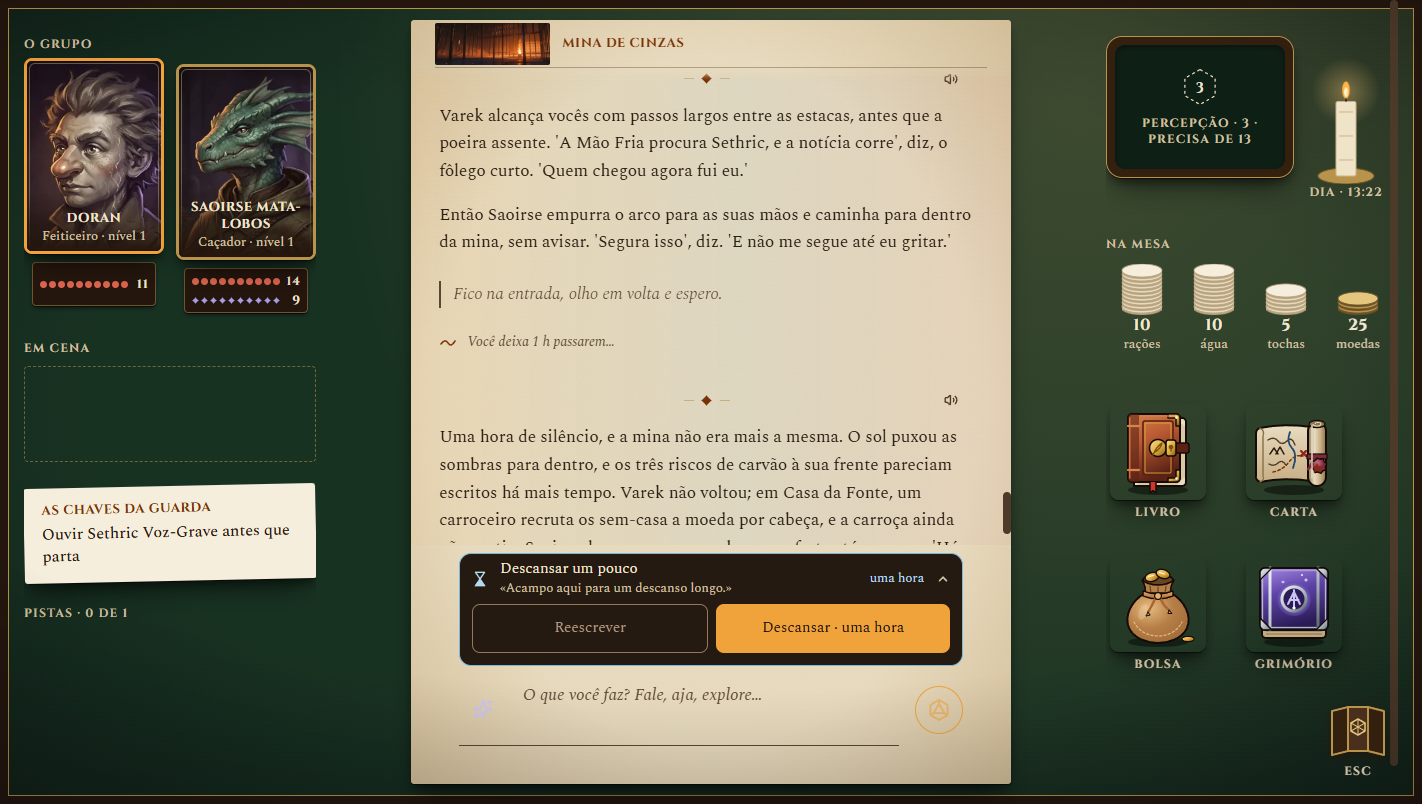 O GRUPO
DORAN
Feiticeiro · nível 1
11
SAOIRSE MATA-
LOBOS
Caçador · nível 1
14
9
EM CENA
AS CHAVES DA GUARDA
Ouvir Sethric Voz-Grave antes que
parta
PISTAS · 0 DE 1
MINA DE CINZAS
Varek alcança vocês com passos largos entre as estacas, antes que a
poeira assente. 'A Mão Fria procura Sethric, e a notícia corre', diz, o
fôlego curto. 'Quem chegou agora fui eu.'
Então Saoirse empurra o arco para as suas mãos e caminha para dentro
da mina, sem avisar. 'Segura isso', diz. 'E não me segue até eu gritar.'
Fico na entrada, olho em volta e espero.
Você deixa 1 h passarem...
Uma hora de silêncio, e a mina não era mais a mesma. O sol puxou as
sombras para dentro, e os três riscos de carvão à sua frente pareciam
escritos há mais tempo. Varek não voltou; em Casa da Fonte, um
carroceiro recruta os sem-casa a moeda por cabeça, e a carroça ainda
Descansar um pouco
«Acampo aqui para um descanso longo.»
uma hora
Reescrever
Descansar · uma hora
O que você faz? Fale, aja, explore...
3
PERCEPÇÃO · 3 ·
PRECISA DE 13
DIA · 13:22
NA MESA
10
rações
10
água
5
tochas
25
moedas
LIVRO
CARTA
BOLSA
GRIMÓRIO
ESC